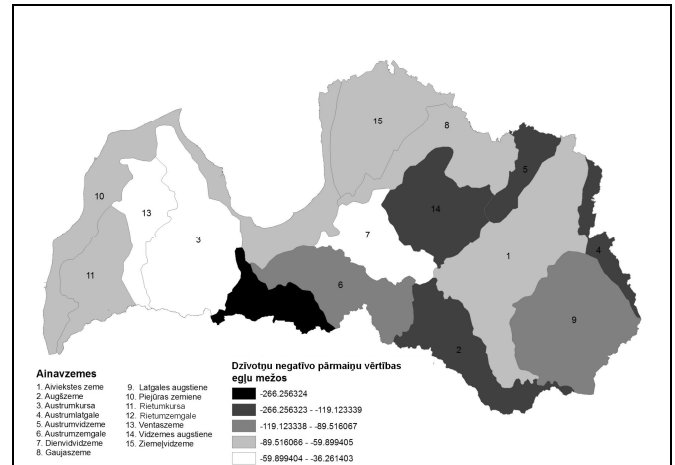 15
8
10
5
14
13
3
7
4
1
11
6
9
2
Ainavzemes
1. Aiviekstes zeme
2. Augšzeme
3. Austrumkursa
4. Austrumlatgale
5. Austrumvidzeme
6. Austrumzemgale
7. Dienvidvidzeme
8. Gaujaszeme
9. Latgales augstiene
10. Piejūras zemiene
11. Rietumkursa
12. Rietumzemgale
13. Ventaszeme
14. Vidzemes augstiene
15. Ziemeļvidzeme
Dzīvotņu negatīvo pārmaiņu vērtības
egļu mežos
-266.256324
-266.256323 - -119.123339
-119.123338 - -89.516067
-89.516066 - -59.899405
-59.899404 - -36.261403